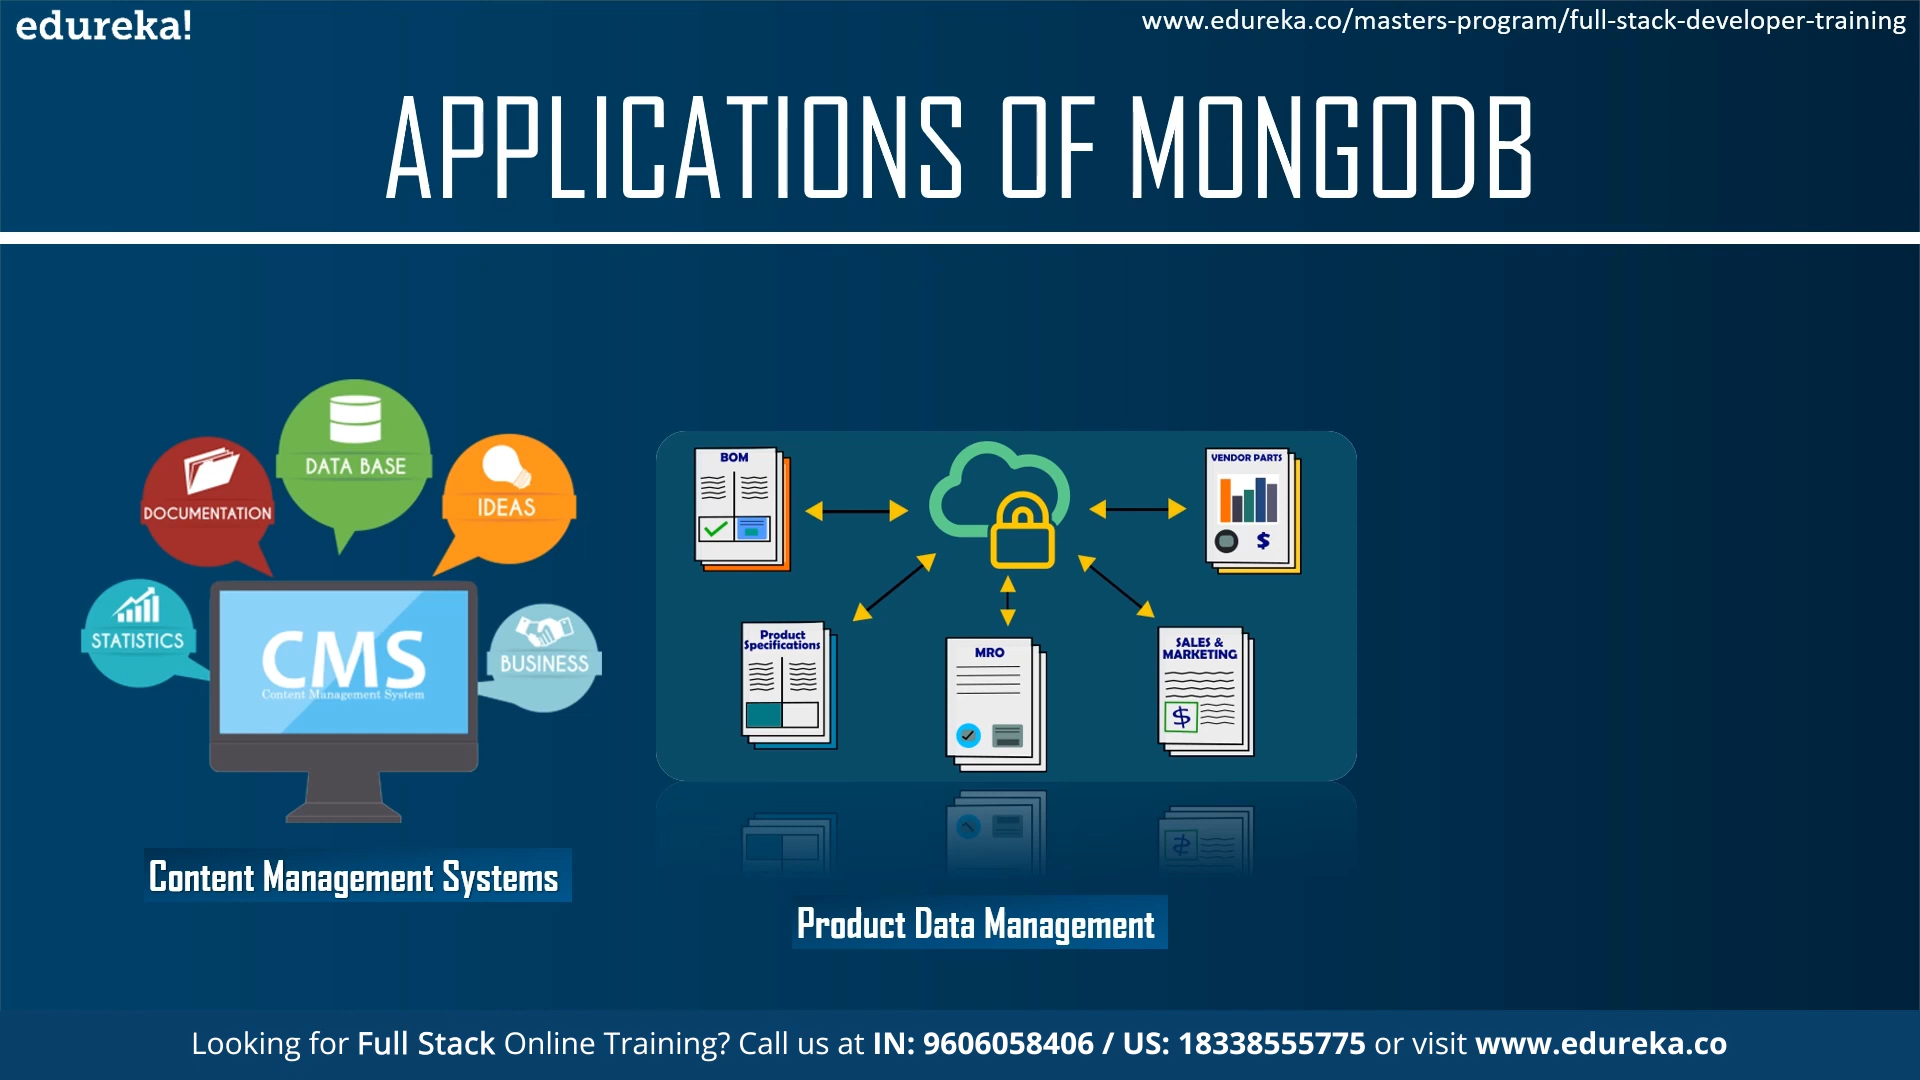 edureka!
www.edureka.co/masters-program/full-stack-developer-training
APPLICATIONS OF MONGODB
DATA BASE
DOCUMENTATION
IDEAS
STATISTICS
BUSINESS
CMS
Content Management System
Content Management Systems
BOM
VENDOR PARTS
$
Product
Specifications
MRO
SALES &
MARKETING
$
Product Data Management
Looking for Full Stack Online Training? Call us at IN: 9606058406 / US: 18338555775 or visit www.edureka.co